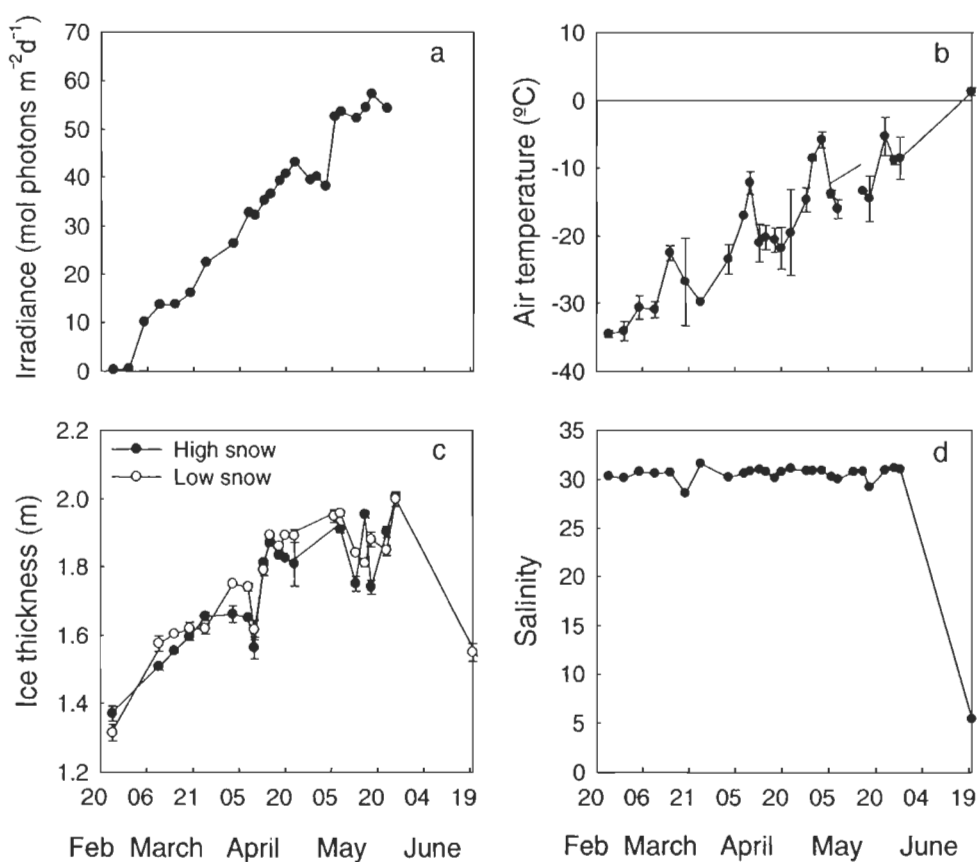 Irradiance (mol photons m⁻²d⁻¹)
70
60
50
40
30
20
10
0
a
Air temperature (ºC)
10
0
-10
-20
-30
-40
b
Ice thickness (m)
2.2
2.0
1.8
1.6
1.4
1.2
High snow
Low snow
c
20 06 21 05 20 05 20 04 19
Feb March April May June
Salinity
35
30
25
20
15
10
5
0
d
20 06 21 05 20 05 20 04 19
Feb March April May June